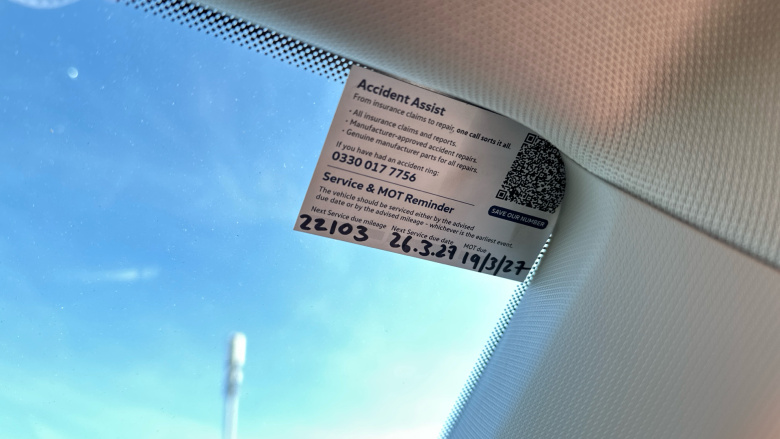 Accident Assist
From insurance claims to repair, one call sorts it all.
- All insurance claims and reports.
- Manufacturer-approved accident repairs.
- Genuine manufacturer parts for all repairs.
If you have had an accident ring:
0330 017 7756
SAVE OUR NUMBER
Service & MOT Reminder
The vehicle should be serviced either by the advised
due date or by the advised mileage - whichever is the earliest event.
Next Service due mileage Next Service due date MOT due
22103 26.3.27 19/3/27